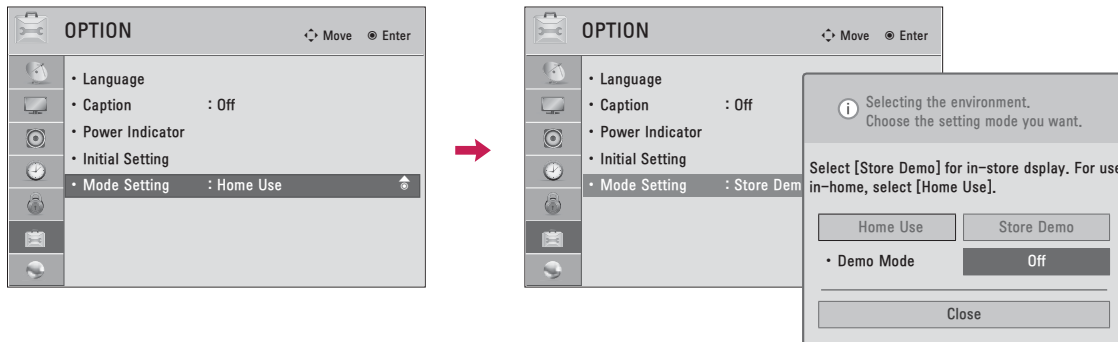 OPTION
Move Enter
• Language
• Caption : Off
• Power Indicator
• Initial Setting
• Mode Setting : Home Use
OPTION
Move Enter
• Language
• Caption : Off
• Power Indicator
• Initial Setting
• Mode Setting : Store Dem
i Selecting the environment.
Choose the setting mode you want.
Select [Store Demo] for in-store dsplay. For use
in-home, select [Home Use].
Home Use Store Demo
• Demo Mode Off
Close